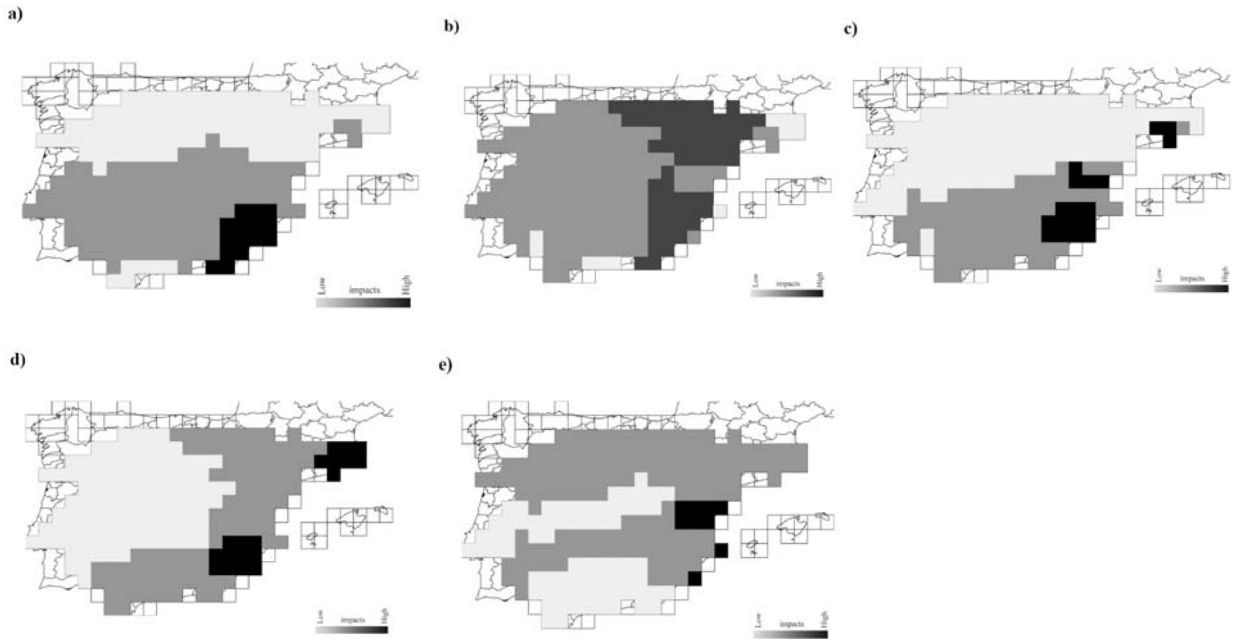 a)
Low impacts High
b)
Low impacts High
c)
Low impacts High
d)
Low impacts High
e)
Low impacts High